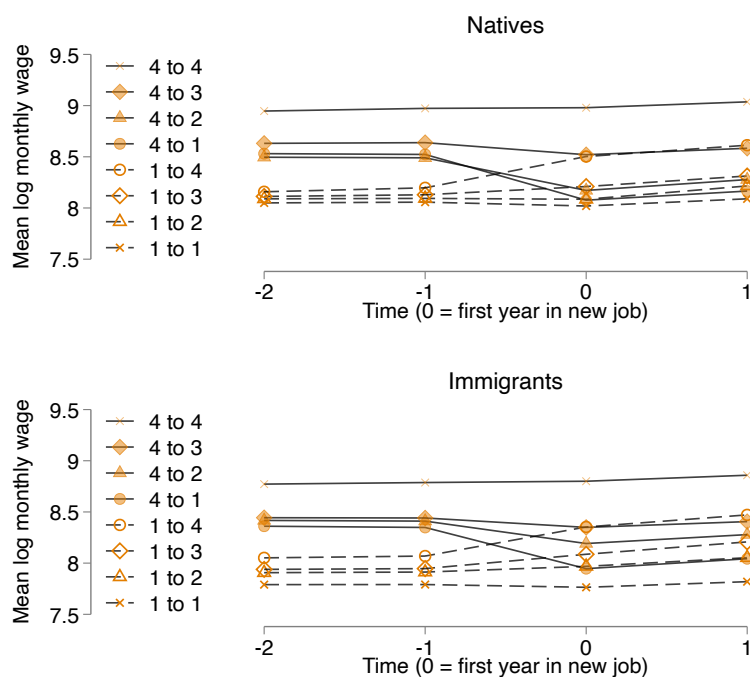 Natives
Mean log monthly wage
9.5
9
8.5
8
7.5
4 to 4
4 to 3
4 to 2
4 to 1
1 to 4
1 to 3
1 to 2
1 to 1
-2 -1 0 1
Time (0 = first year in new job)
Immigrants
Mean log monthly wage
9.5
9
8.5
8
7.5
4 to 4
4 to 3
4 to 2
4 to 1
1 to 4
1 to 3
1 to 2
1 to 1
-2 -1 0 1
Time (0 = first year in new job)